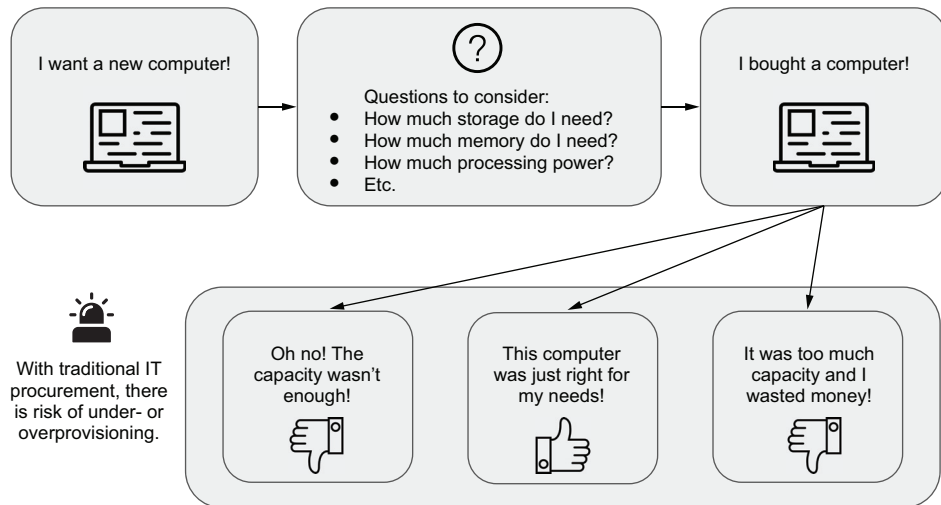 I want a new computer!
?
Questions to consider:
• How much storage do I need?
• How much memory do I need?
• How much processing power?
• Etc.
I bought a computer!
With traditional IT
procurement, there
is risk of under- or
overprovisioning.
Oh no! The
capacity wasn't
enough!
This computer
was just right for
my needs!
It was too much
capacity and I
wasted money!